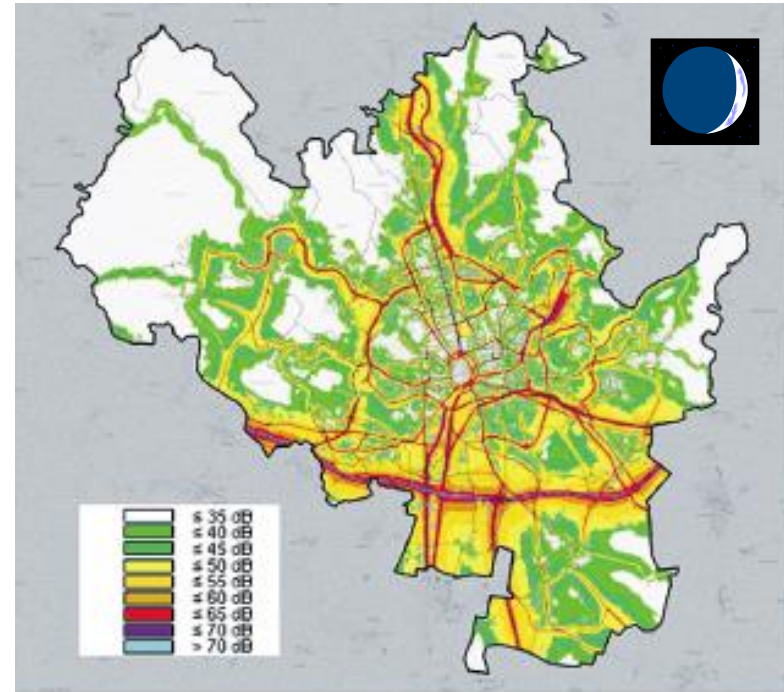 ≤ 35 dB
≤ 40 dB
≤ 45 dB
≤ 50 dB
≤ 55 dB
≤ 60 dB
≤ 65 dB
≤ 70 dB
> 70 dB